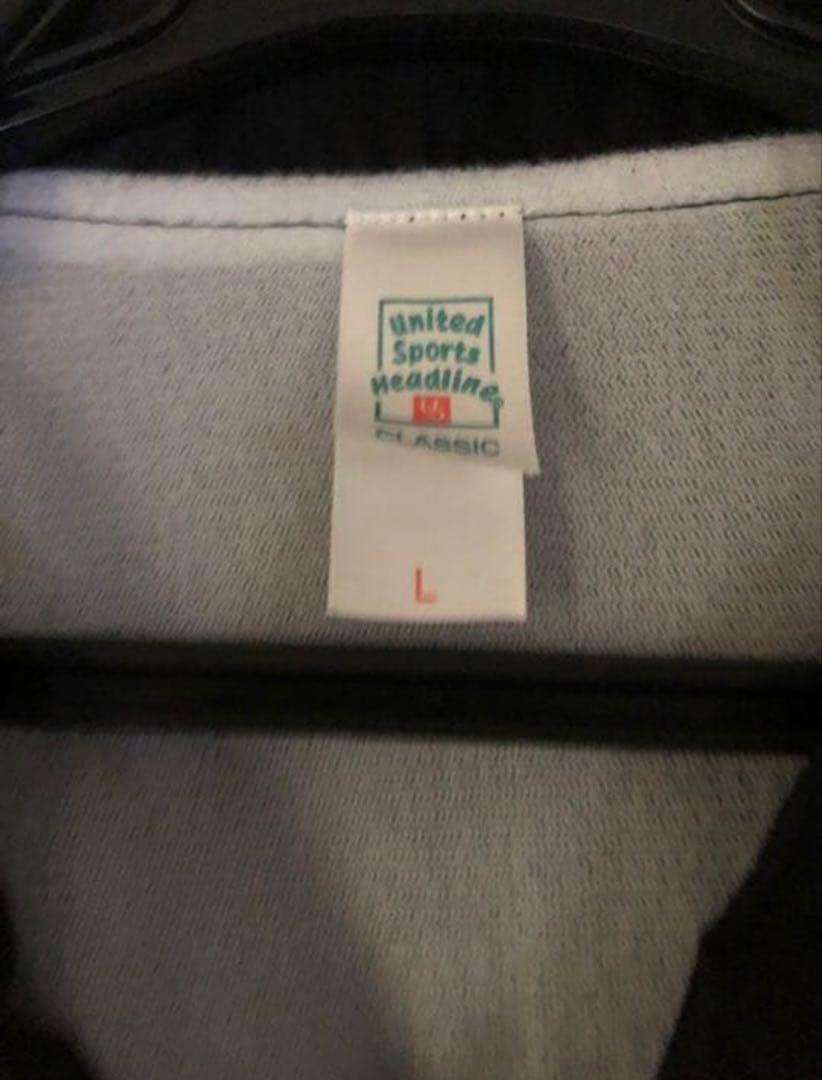 United
Sports
Headlines
CLASSIC
L